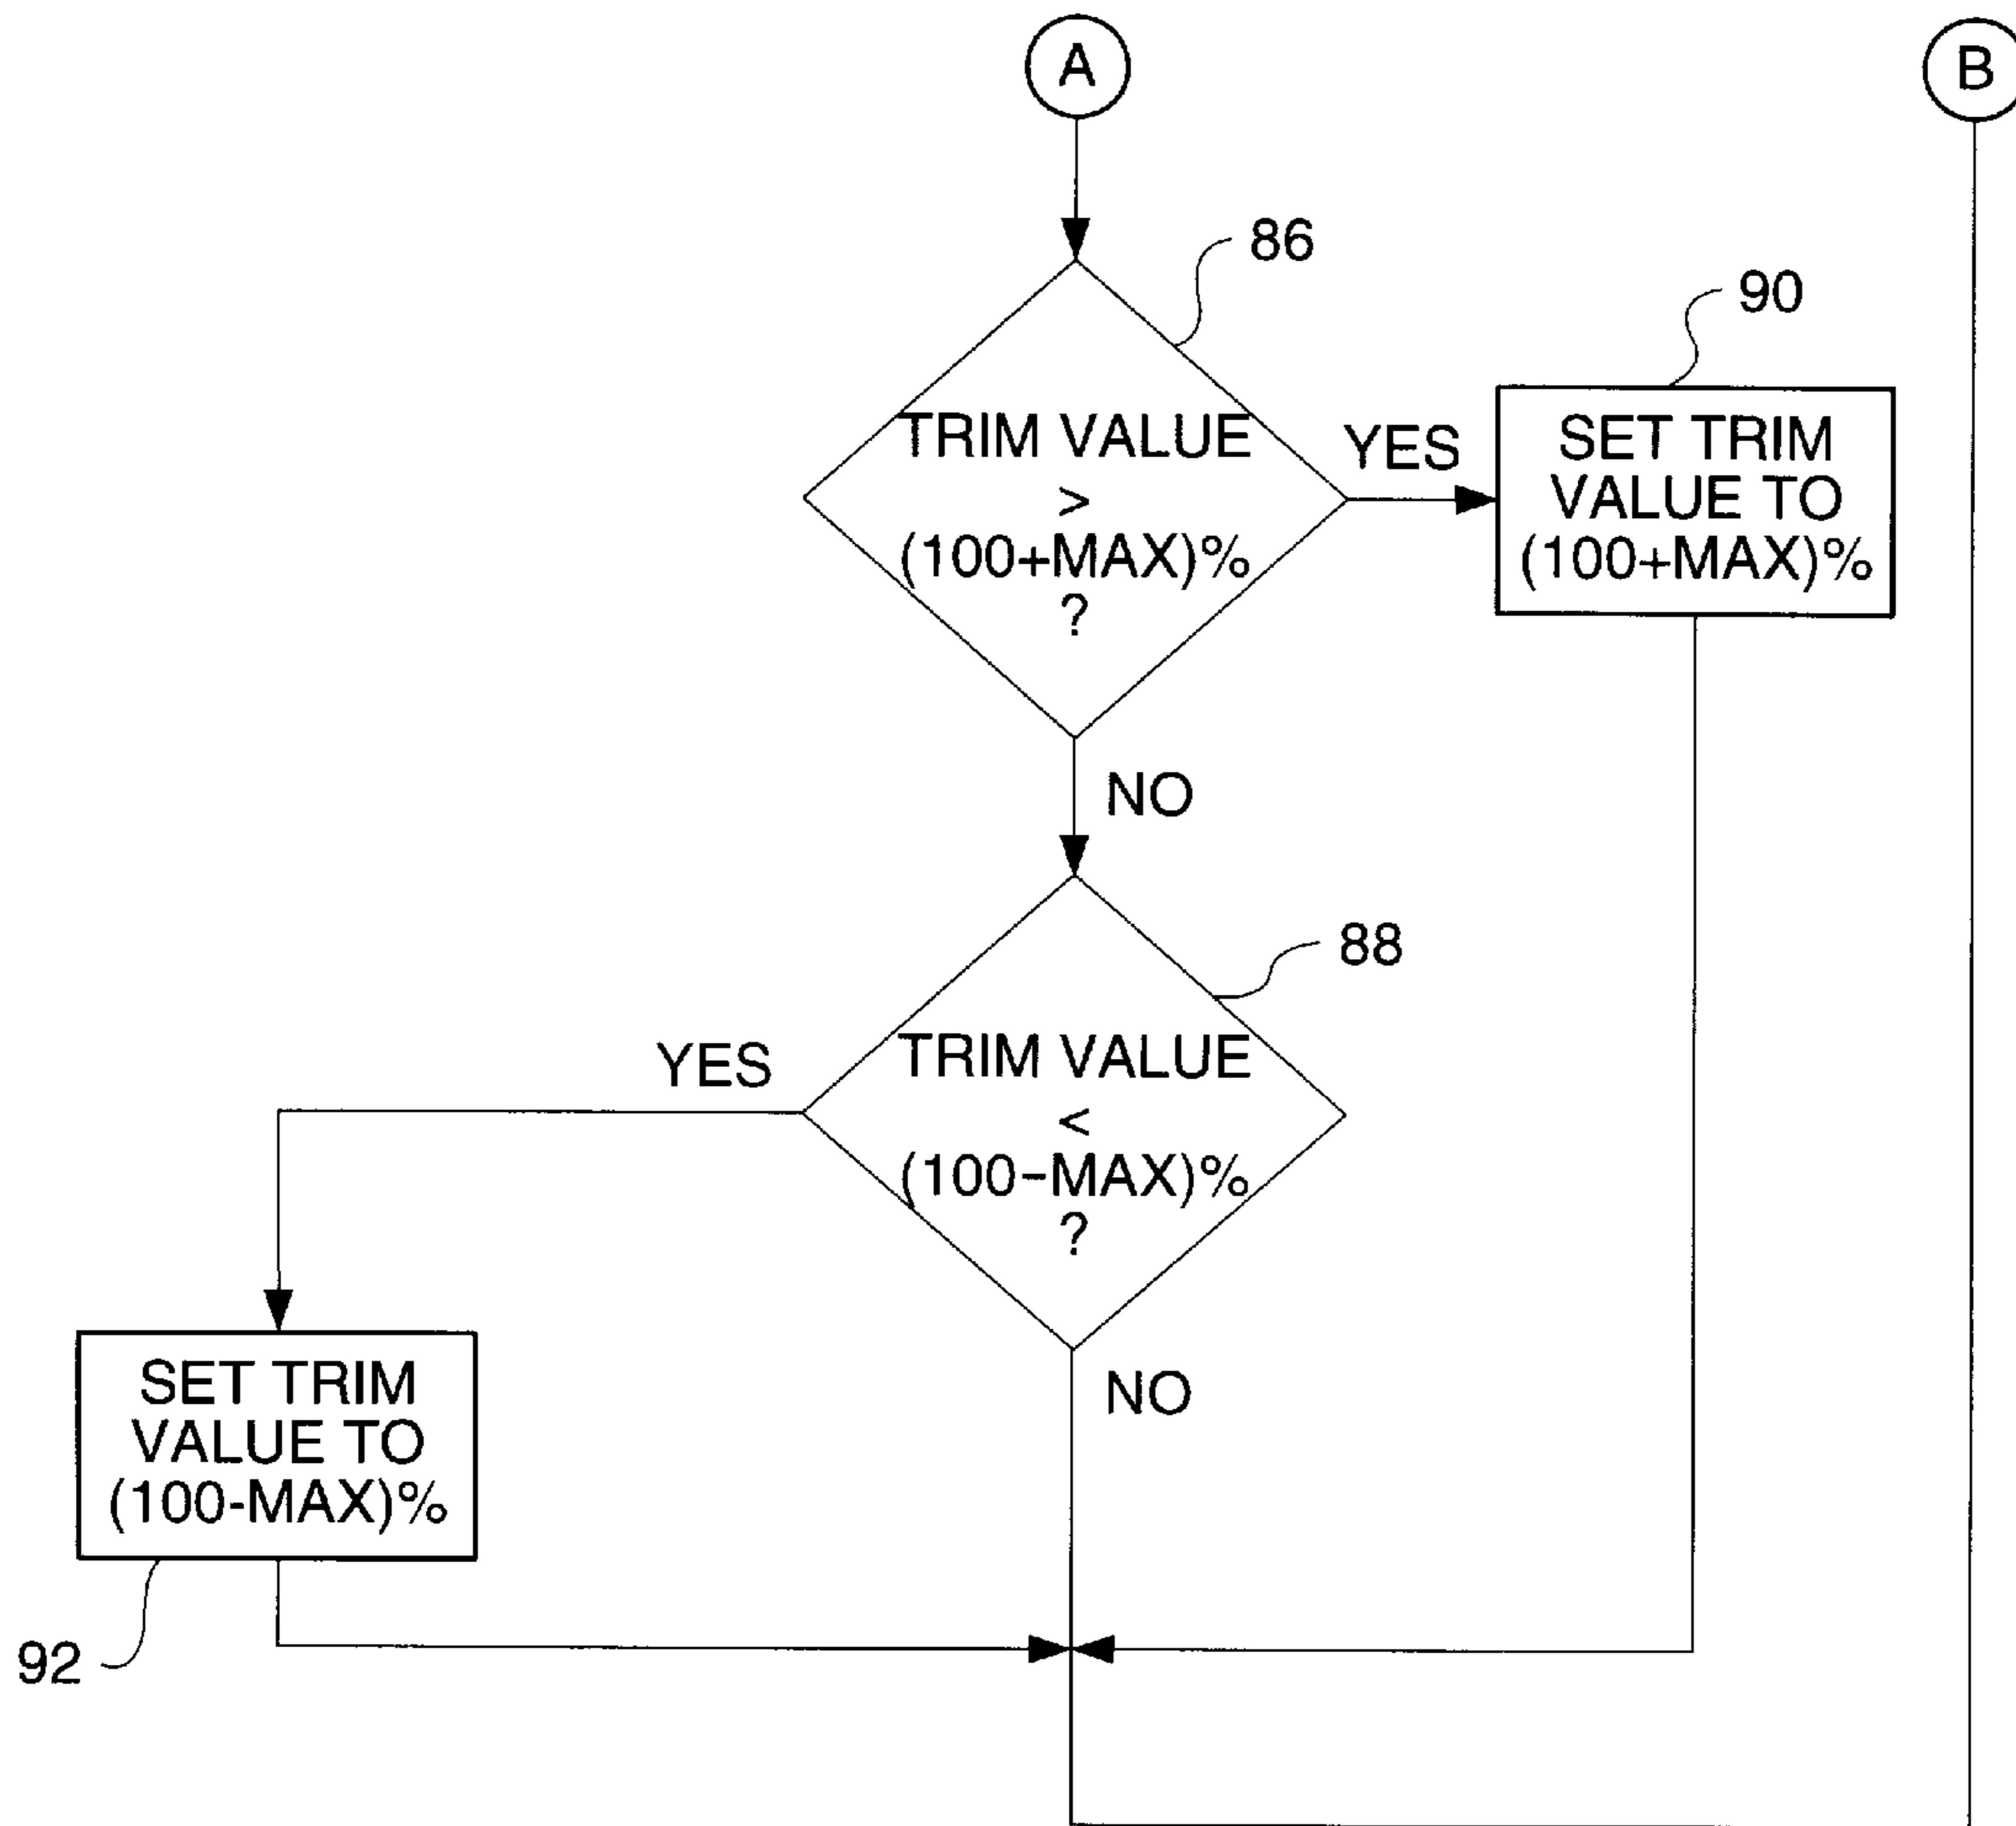 A
B
86
90
TRIM VALUE
>
(100+MAX)%
?
YES
SET TRIM
VALUE TO
(100+MAX)%
NO
88
YES
TRIM VALUE
<
(100-MAX)%
?
SET TRIM
VALUE TO
(100-MAX)%
NO
92